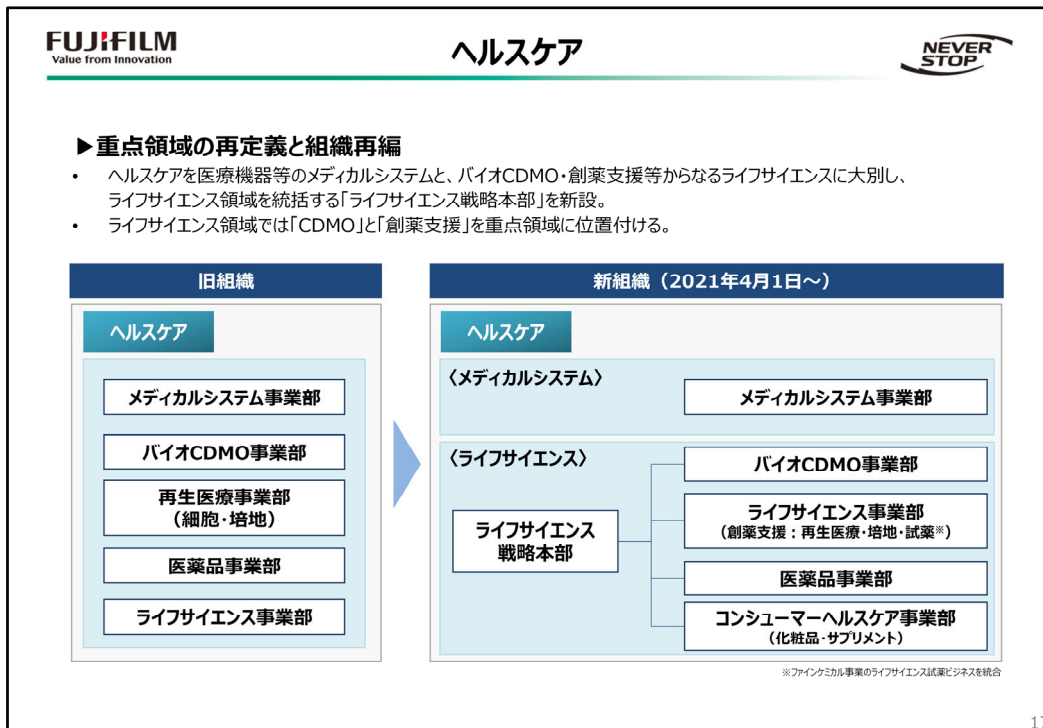 FUJIFILM
Value from Innovation
ヘルスケア
NEVER
STOP
▶重点領域の再定義と組織再編
• ヘルスケアを医療機器等のメディカルシステムと、バイオCDMO・創薬支援等からなるライフサイエンスに大別し、
ライフサイエンス領域を統括する「ライフサイエンス戦略本部」を新設。
• ライフサイエンス領域では「CDMO」と「創薬支援」を重点領域に位置付ける。
旧組織
ヘルスケア
メディカルシステム事業部
バイオCDMO事業部
再生医療事業部
（細胞・培地）
医薬品事業部
ライフサイエンス事業部
新組織（2021年4月1日～）
ヘルスケア
〈メディカルシステム〉
メディカルシステム事業部
〈ライフサイエンス〉
ライフサイエンス
戦略本部
バイオCDMO事業部
ライフサイエンス事業部
（創薬支援：再生医療・培地・試薬※）
医薬品事業部
コンシューマーヘルスケア事業部
（化粧品・サプリメント）
※ファインケミカル事業のライフサイエンス試薬ビジネスを統合